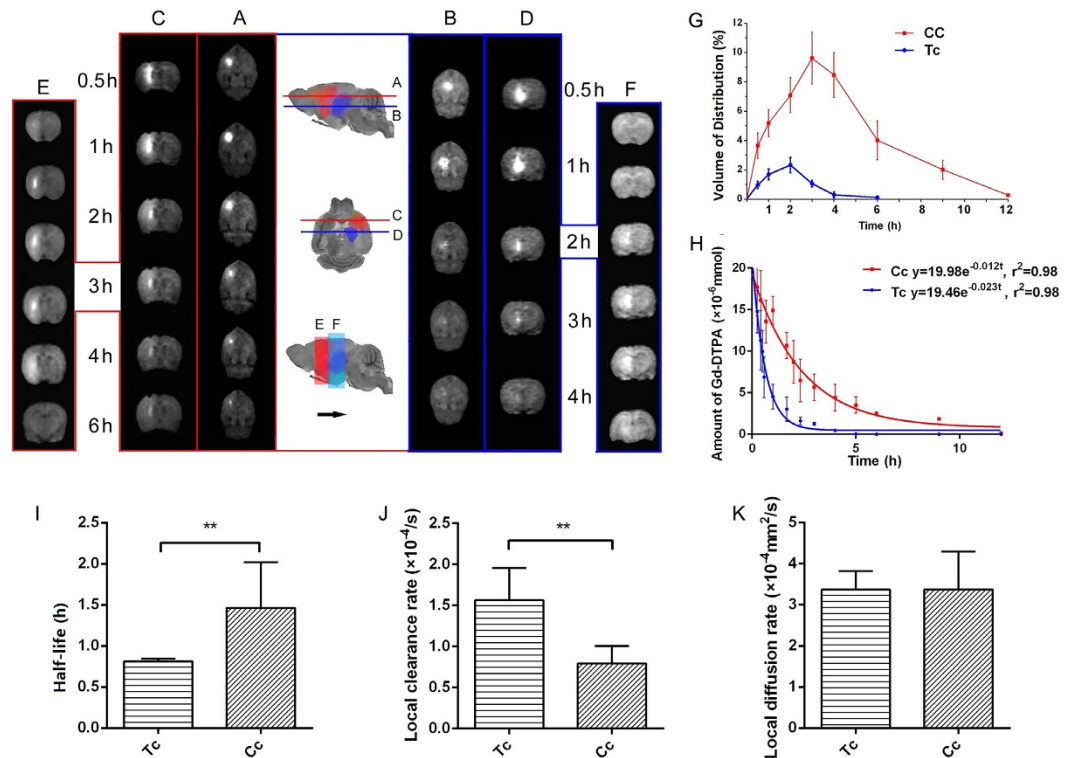 C
A
B
D
E
F
0.5h
1h
2h
3h
4h
6h
A
B
C
D
E F
0.5h
1h
2h
3h
4h
G
CC
Tc
Volume of Distribution (%)
12
10
8
6
4
2
0
1 2 3 4 6 8 10 12
Time (h)
H
Cc y=19.98e^-0.012t, r²=0.98
Tc y=19.46e^-0.023t, r²=0.98
Amount of Gd-DTPA (×10⁻⁶mmol)
20
15
10
5
0
0 5 10
Time (h)
I
**
Half-life (h)
2.5
2.0
1.5
1.0
0.5
0.0
Tc Cc
J
**
Local clearance rate (×10⁻⁴/s)
2.5
2.0
1.5
1.0
0.5
0.0
Tc Cc
K
Local diffusion rate (×10⁻⁴mm²/s)
5
4
3
2
1
0
Tc Cc